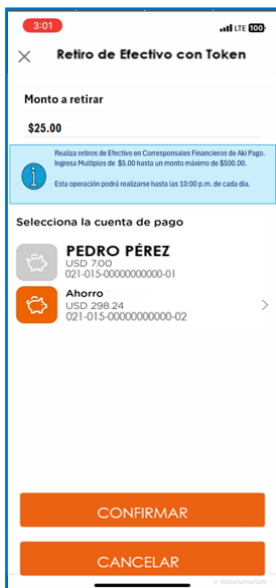 3:01
LTE 100
Retiro de Efectivo con Token
Monto a retirar
$25.00
Realiza retiros de Efectivo en Corresponsales Financieros de Aki Pago.
Ingresa Multiplos de $5.00 hasta un monto máximo de $500.00.
Esta operación podrá realizarse hasta las 10:00 p.m. de cada día.
Selecciona la cuenta de pago
PEDRO PÉREZ
USD 7.00
021-015-00000000000-01
Ahorro
USD 298.24
021-015-00000000000-02
CONFIRMAR
CANCELAR